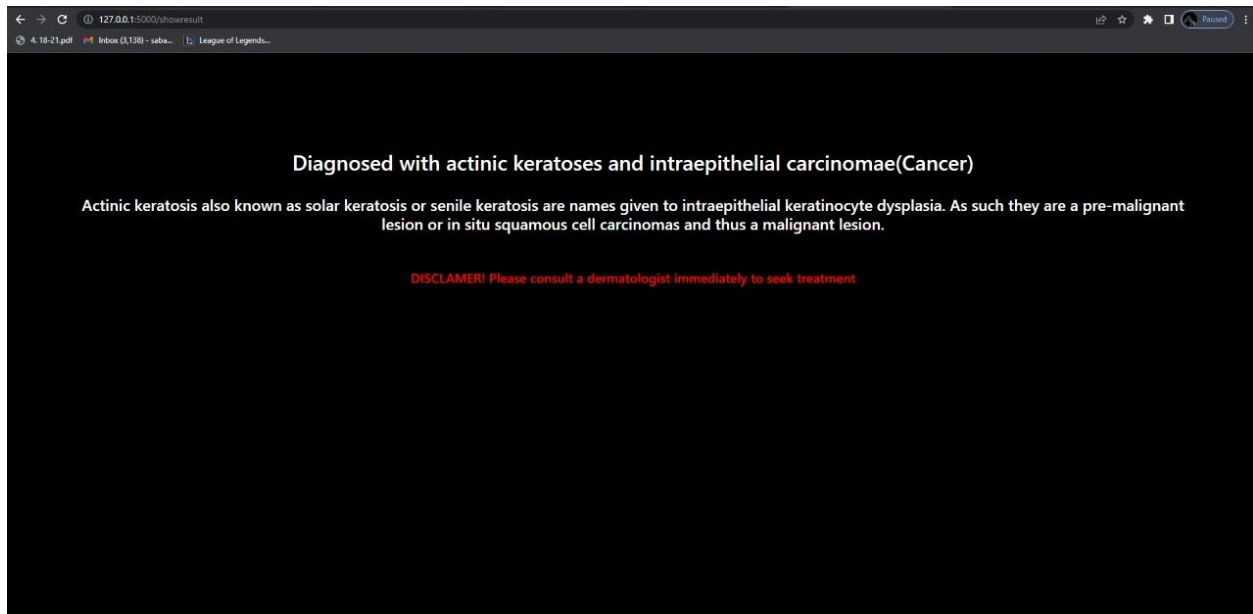 127.0.0.1:5000/showresult
Paused
4. 18-21.pdf
Inbox (3,138) - saba...
League of Legends...
Diagnosed with actinic keratoses and intraepithelial carcinomae(Cancer)
Actinic keratosis also known as solar keratosis or senile keratosis are names given to intraepithelial keratinocyte dysplasia. As such they are a pre-malignant
lesion or in situ squamous cell carcinomas and thus a malignant lesion.
DISCLAMER! Please consult a dermatologist immediately to seek treatment